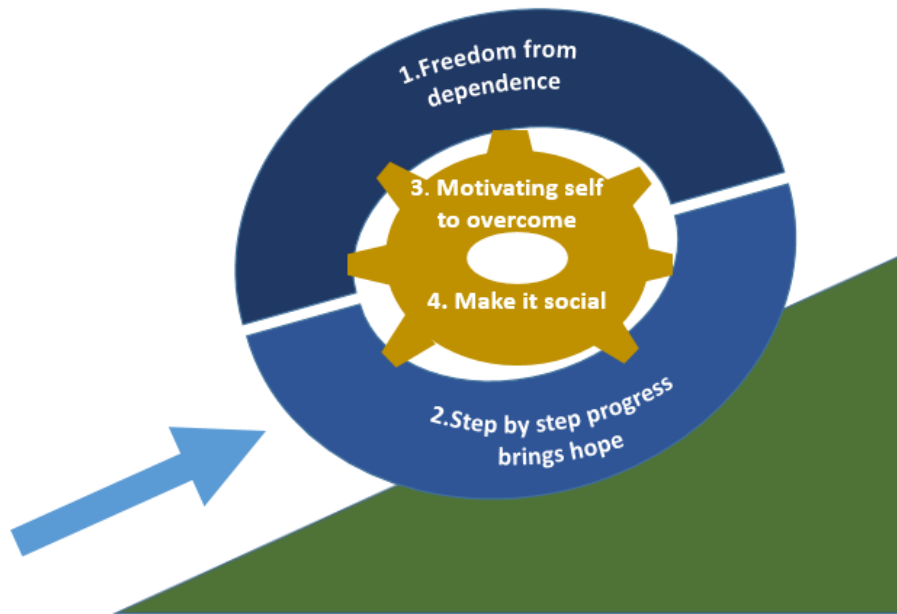 1.Freedom from
dependence
3. Motivating self
to overcome
4. Make it social
2.Step by step progress
brings hope